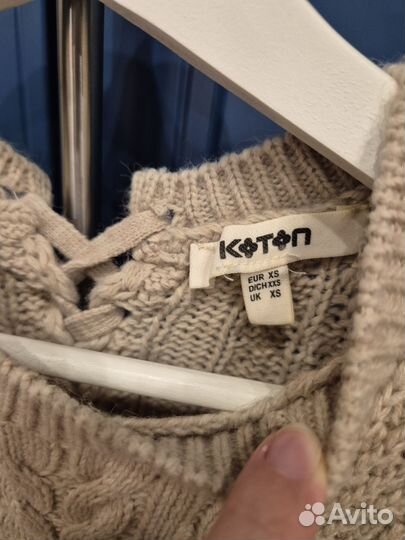 KOTON
EUR XS
D/CH XXS
UK XS
Avito